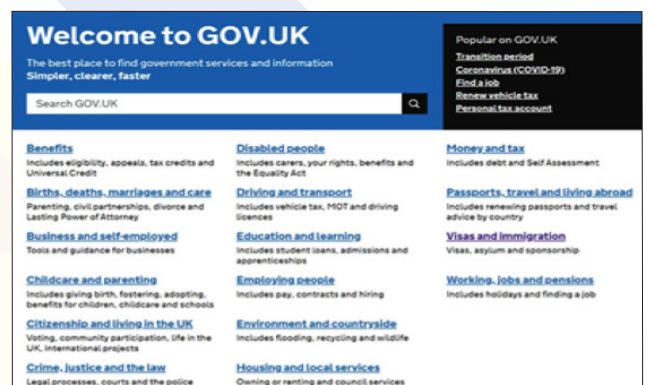 Welcome to GOV.UK
The best place to find government services and information
Simpler, clearer, faster
Search GOV.UK
Popular on GOV.UK
Transition period
Coronavirus (COVID-19)
Find a job
Renew vehicle tax
Personal tax account
Benefits
Includes eligibility, appeals, tax credits and
Universal Credit
Births, deaths, marriages and care
Parenting, civil partnerships, divorce and
Lasting Power of Attorney
Business and self-employed
Tools and guidance for businesses
Childcare and parenting
Includes giving birth, fostering, adopting,
benefits for children, childcare and schools
Citizenship and living in the UK
Voting, community participation, life in the
UK, international projects
Crime, justice and the law
Legal processes, courts and the police
Disabled people
Includes carers, your rights, benefits and
the Equality Act
Driving and transport
Includes vehicle tax, MOT and driving
licences
Education and learning
Includes student loans, admissions and
apprenticeships
Employing people
Includes pay, contracts and hiring
Environment and countryside
Includes flooding, recycling and wildlife
Housing and local services
Owning or renting and council services
Money and tax
Includes debt and Self Assessment
Passports, travel and living abroad
Includes renewing passports and travel
advice by country
Visas and immigration
Visas, asylum and sponsorship
Working, jobs and pensions
Includes holidays and finding a job